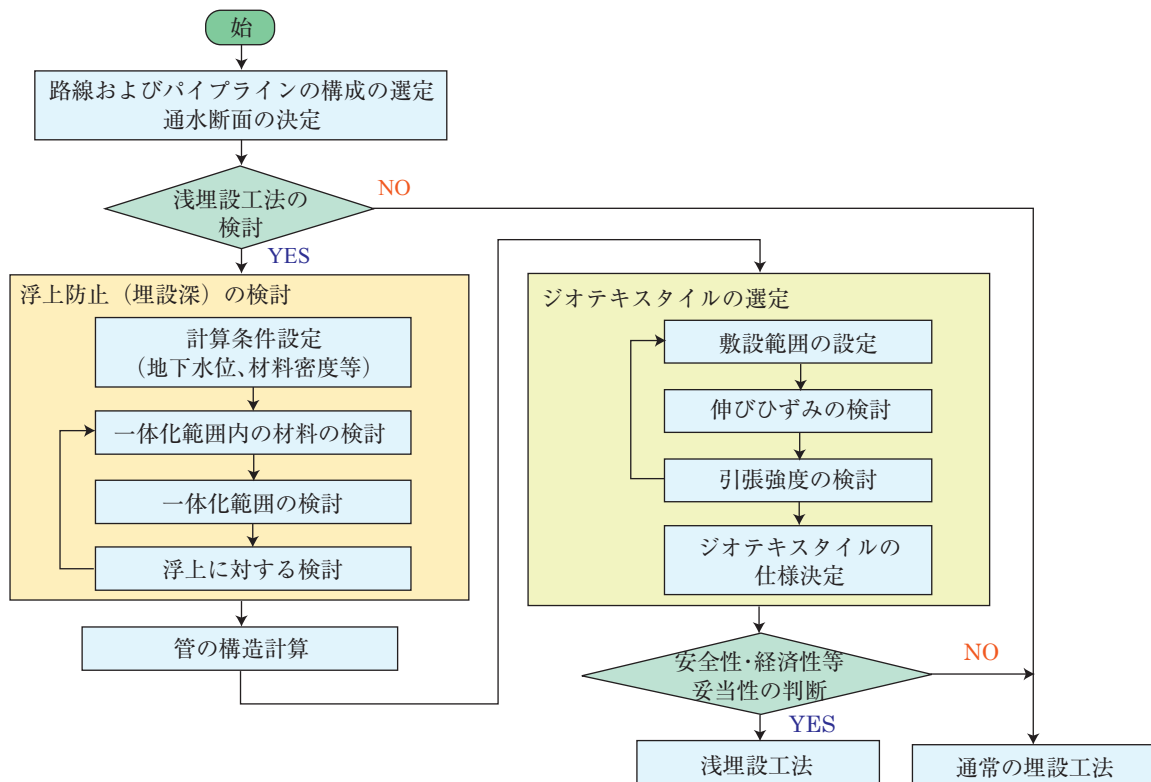 始
路線およびパイプラインの構成の選定
通水断面の決定
浅埋設工法の
検討
NO
YES
浮上防止（埋設深）の検討
計算条件設定
（地下水位、材料密度等）
一体化範囲内の材料の検討
一体化範囲の検討
浮上に対する検討
管の構造計算
ジオテキスタイルの選定
敷設範囲の設定
伸びひずみの検討
引張強度の検討
ジオテキスタイルの
仕様決定
安全性・経済性等
妥当性の判断
NO
YES
浅埋設工法
通常の埋設工法